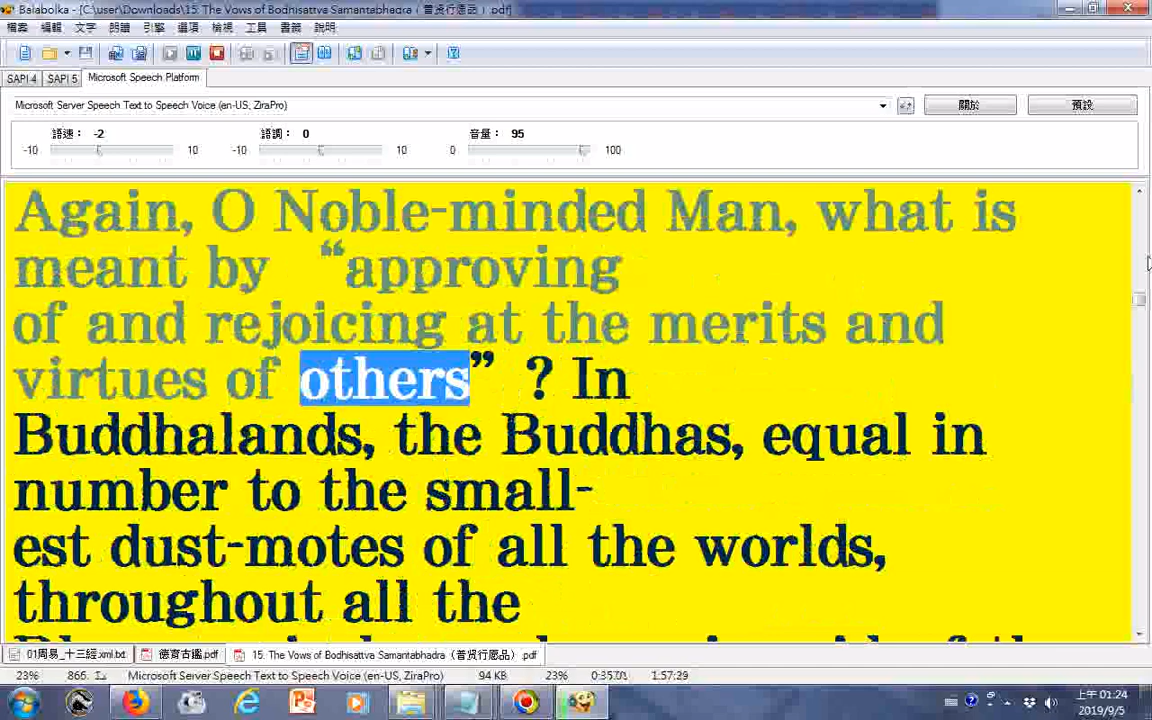 Balabolka - [C:\user\Downloads\15. The Vows of Bodhisattva Samantabhadra（普賢行愿品）.pdf]
檔案 編輯 文字 朗讀 引擎 選項 檢視 工具 書籤 說明
SAPI 4 SAPI 5 Microsoft Speech Platform
Microsoft Server Speech Text to Speech Voice (en-US, ZiraPro) 關於 預設
語速： -2 語調： 0 音量： 95
-10 10 -10 10 0 100
Again, O Noble-minded Man, what is
meant by “approving
of and rejoicing at the merits and
virtues of others” ? In
Buddhalands, the Buddhas, equal in
number to the small-
est dust-motes of all the worlds,
throughout all the
01周易_十三經.xml.txt 德育古鑑.pdf 15. The Vows of Bodhisattva Samantabhadra（普賢行愿品）.pdf
23% Microsoft Server Speech Text to Speech Voice (en-US, ZiraPro) 94 KB 23% 1:57:29
上午 01:24
2019/9/5